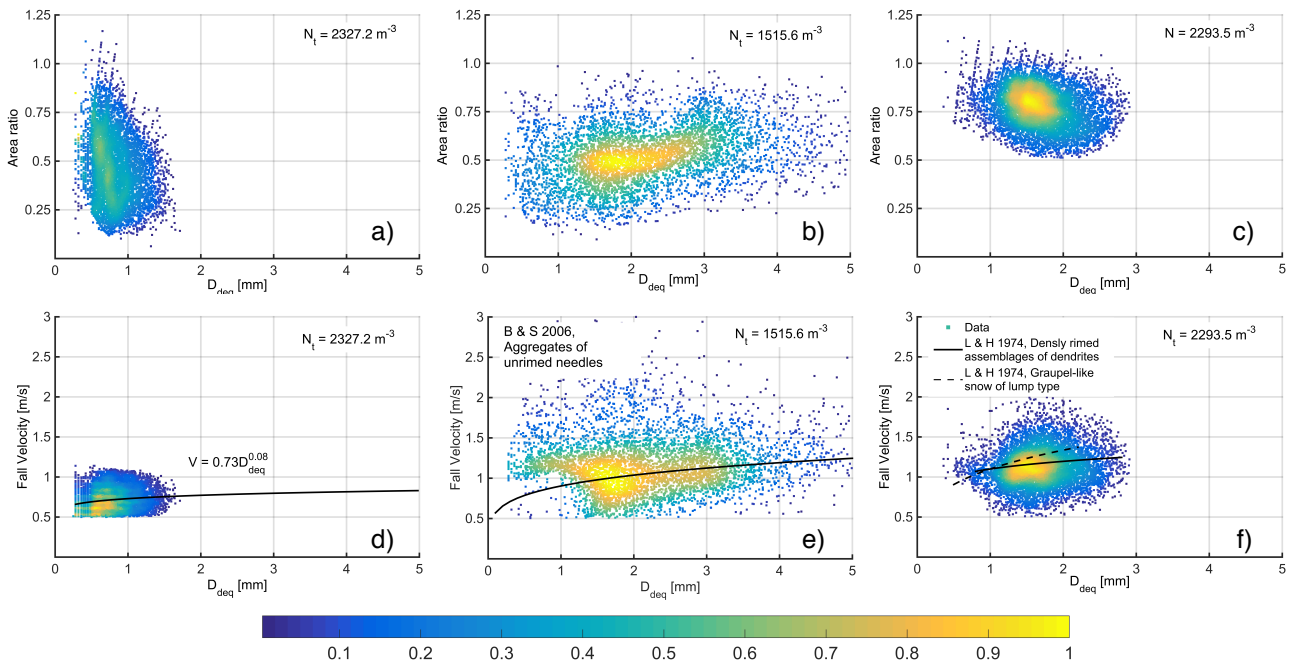 1.25
1.0
0.75
0.5
0.25
Area ratio
N_t = 2327.2 m^-3
a)
0 1 2 3 4 5
D_deq [mm]
1.25
1.0
0.75
0.5
0.25
Area ratio
N_t = 1515.6 m^-3
b)
0 1 2 3 4 5
D_deq [mm]
1.25
1.0
0.75
0.5
0.25
Area ratio
N = 2293.5 m^-3
c)
0 1 2 3 4 5
D_deq [mm]
3
2.5
2
1.5
1
0.5
Fall Velocity [m/s]
N_t = 2327.2 m^-3
V = 0.73D_deq^0.08
d)
0 1 2 3 4 5
D_deq [mm]
3
2.5
2
1.5
1
0.5
Fall Velocity [m/s]
B & S 2006,
Aggregates of
unrimed needles
N_t = 1515.6 m^-3
e)
0 1 2 3 4 5
D_deq [mm]
3
2.5
2
1.5
1
0.5
Fall Velocity [m/s]
Data
L & H 1974, Densly rimed
assemblages of dendrites
L & H 1974, Graupel-like
snow of lump type
N_t = 2293.5 m^-3
f)
0 1 2 3 4 5
D_deq [mm]
0.1 0.2 0.3 0.4 0.5 0.6 0.7 0.8 0.9 1